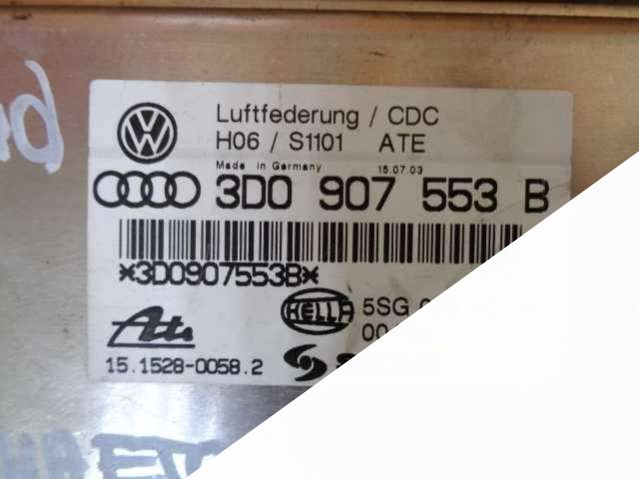 Luftfederung / CDC
H06 / S1101 ATE
Made in Germany 15.07.03
3D0 907 553 B
*3D0907553B*
Ate
HELLA 5SG
15.1528-0058.2